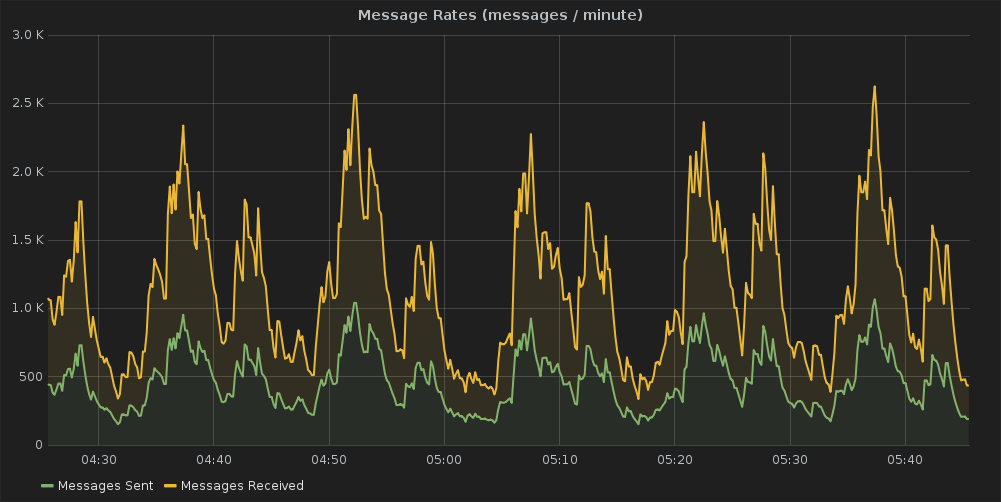 Message Rates (messages / minute)
3.0 K
2.5 K
2.0 K
1.5 K
1.0 K
500
0
04:30 04:40 04:50 05:00 05:10 05:20 05:30 05:40
Messages Sent Messages Received